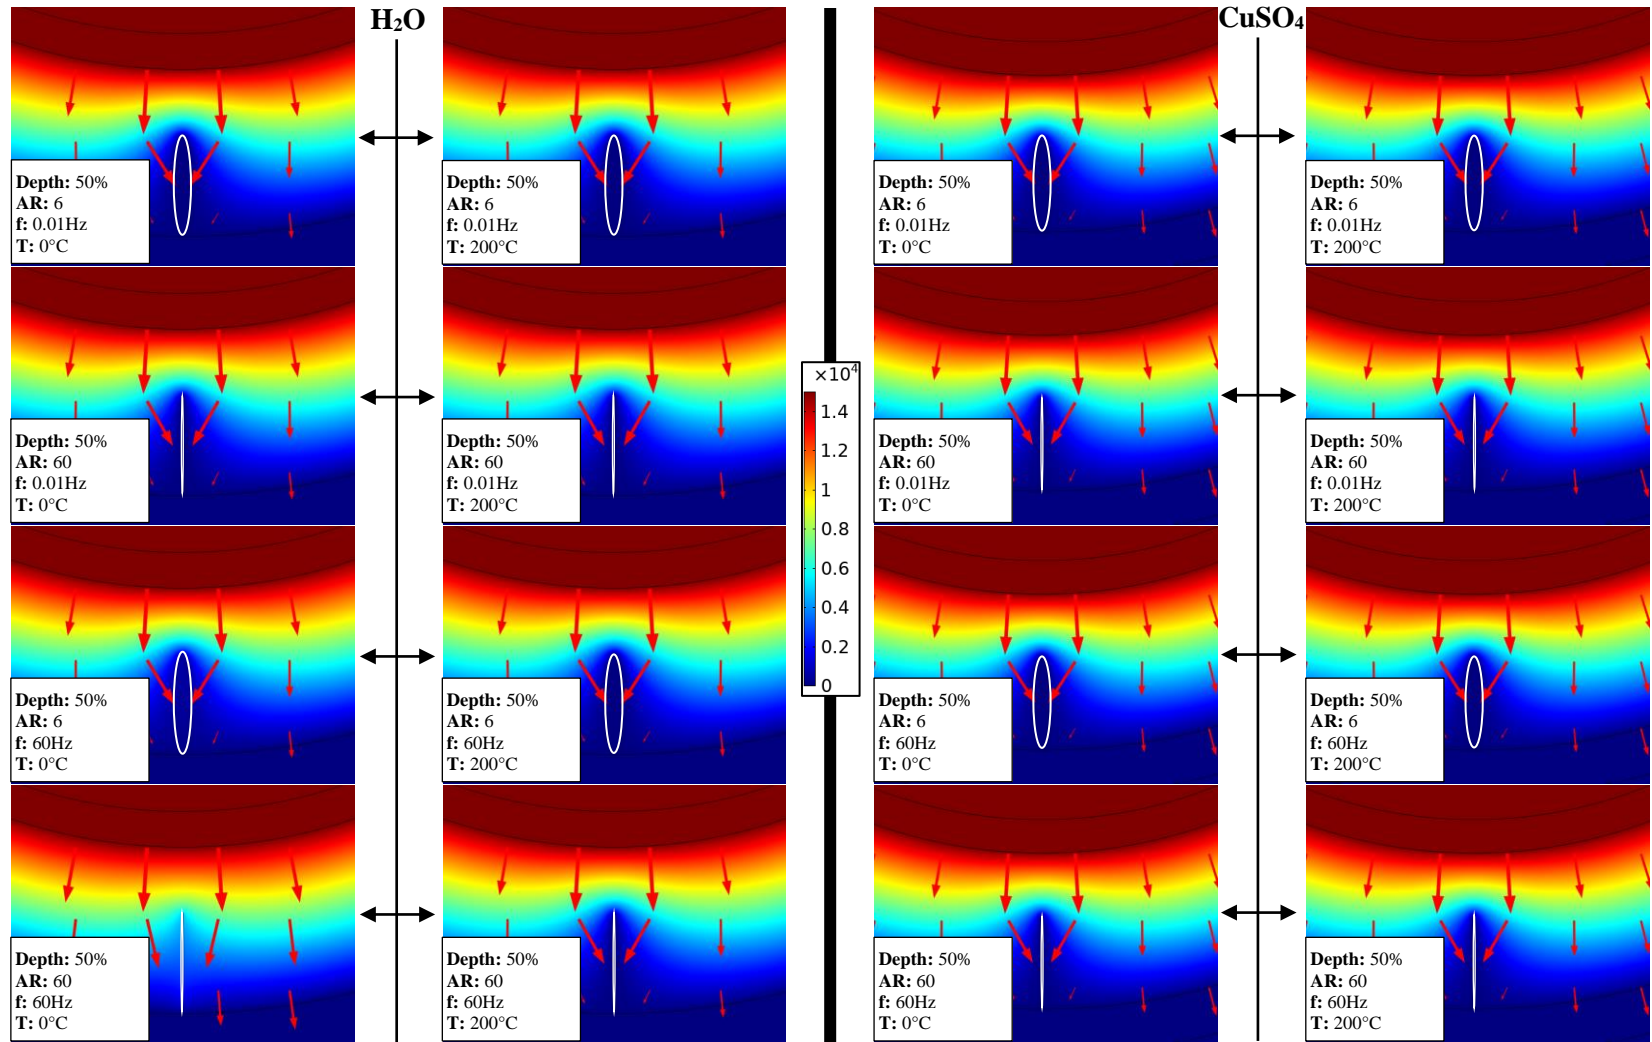 H₂O
CuSO₄
Depth: 50%
AR: 6
f: 0.01Hz
T: 0°C
Depth: 50%
AR: 6
f: 0.01Hz
T: 200°C
Depth: 50%
AR: 6
f: 0.01Hz
T: 0°C
Depth: 50%
AR: 6
f: 0.01Hz
T: 200°C
Depth: 50%
AR: 60
f: 0.01Hz
T: 0°C
Depth: 50%
AR: 60
f: 0.01Hz
T: 200°C
×10⁴
1.4
1.2
1
0.8
0.6
0.4
0.2
0
Depth: 50%
AR: 60
f: 0.01Hz
T: 0°C
Depth: 50%
AR: 60
f: 0.01Hz
T: 200°C
Depth: 50%
AR: 6
f: 60Hz
T: 0°C
Depth: 50%
AR: 6
f: 60Hz
T: 200°C
Depth: 50%
AR: 6
f: 60Hz
T: 0°C
Depth: 50%
AR: 6
f: 60Hz
T: 200°C
Depth: 50%
AR: 60
f: 60Hz
T: 0°C
Depth: 50%
AR: 60
f: 60Hz
T: 200°C
Depth: 50%
AR: 60
f: 60Hz
T: 0°C
Depth: 50%
AR: 60
f: 60Hz
T: 200°C